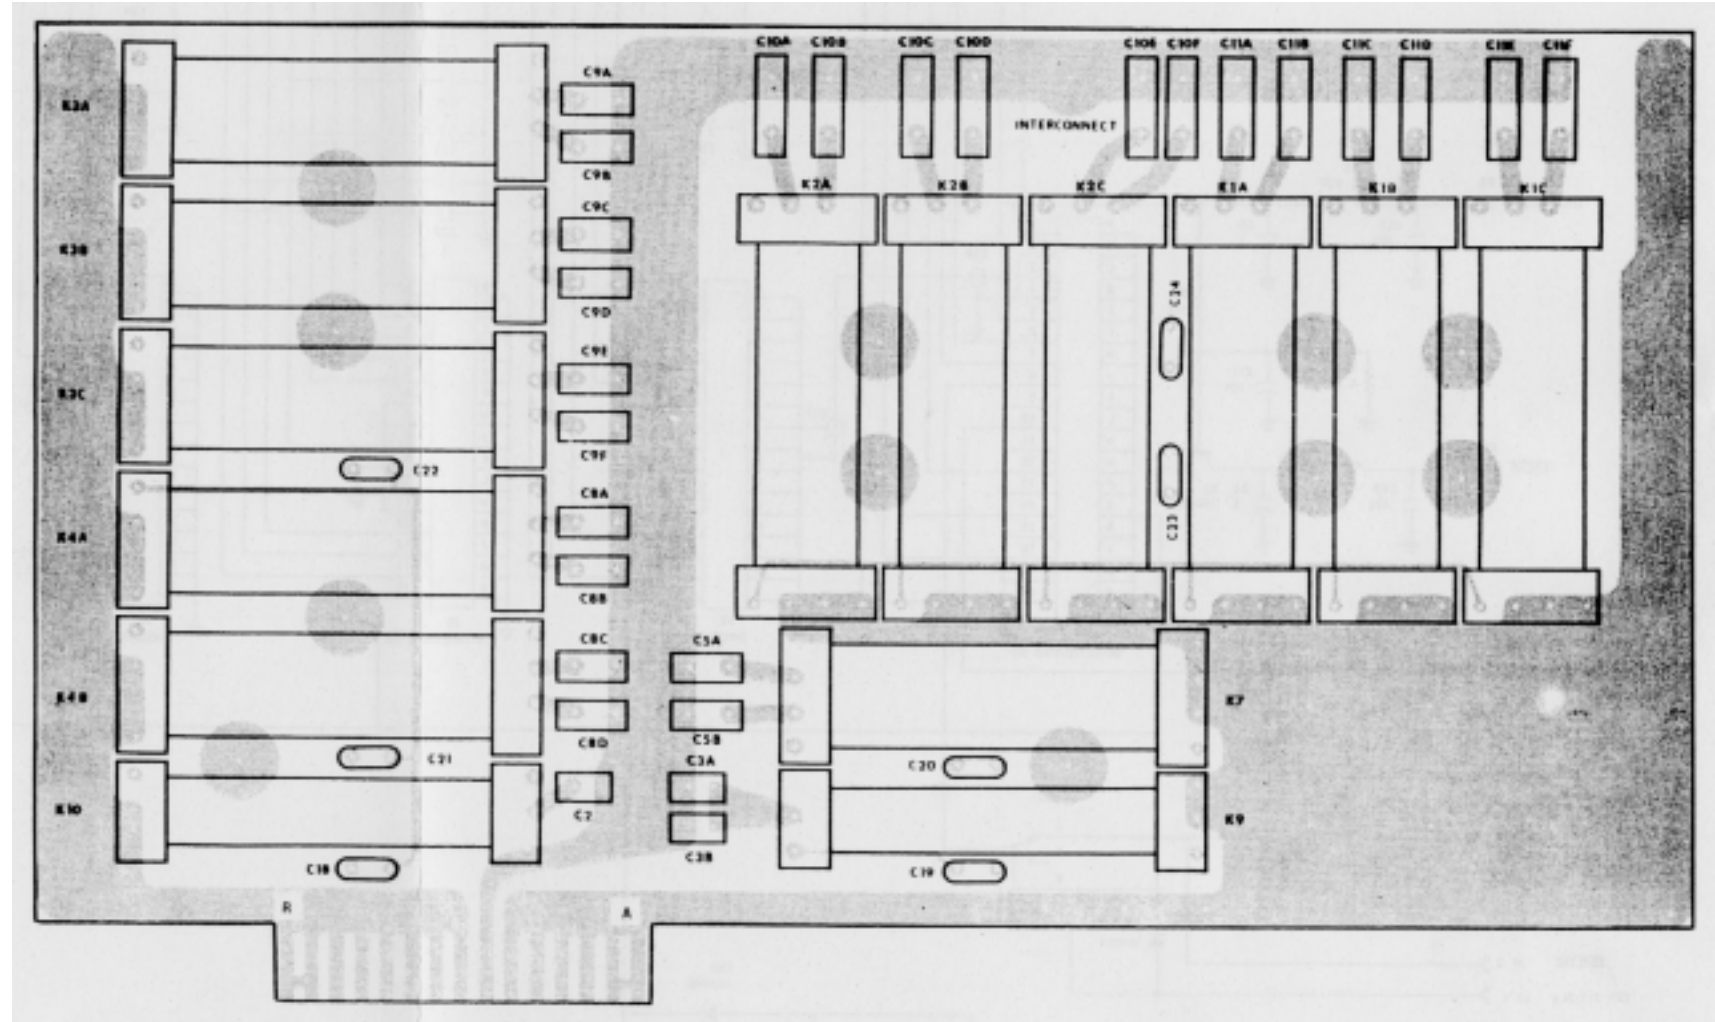 C10A C10B C10C C10D C10E C10F C11A C11B C11C C11D C11E C11F
INTERCONNECT
K2A K2B K2C K1A K1B K1C
K3A
C9A
C9B
K3B
C9C
C9D
K3C
C9E
C9F
C22
K4A
C8A
C8B
K4B
C8C
C8D
C21
K10
C2
C18
C24
C23
C5A
C5B
K7
C3A
C20
C3B
K9
C19
R
A